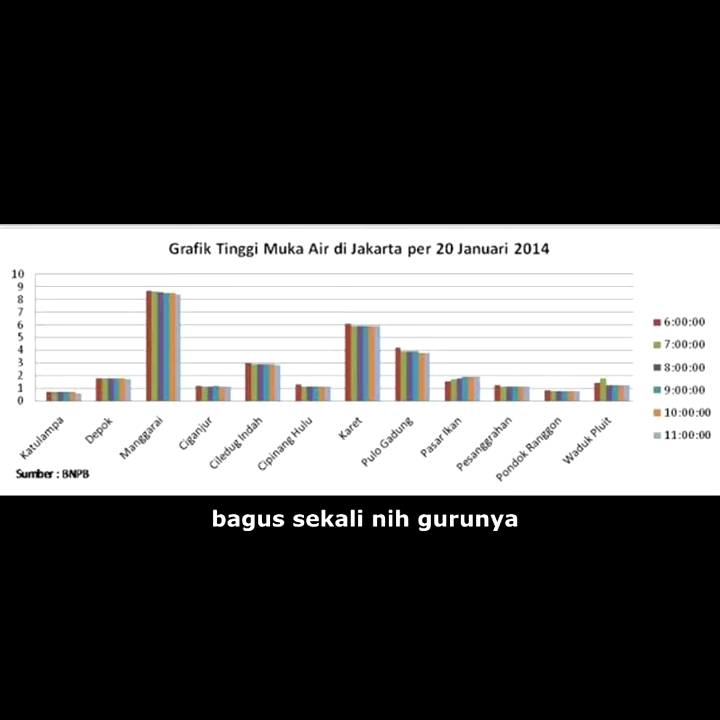 Grafik Tinggi Muka Air di Jakarta per 20 Januari 2014
10
9
8
7
6
5
4
3
2
1
0
6:00:00
7:00:00
8:00:00
9:00:00
10:00:00
11:00:00
Katulampa
Depok
Manggarai
Ciganjur
Ciledug Indah
Cipinang Hulu
Karet
Pulo Gadung
Pasar Ikan
Pesanggrahan
Pondok Ranggon
Waduk Pluit
Sumber : BNPB
bagus sekali nih gurunya